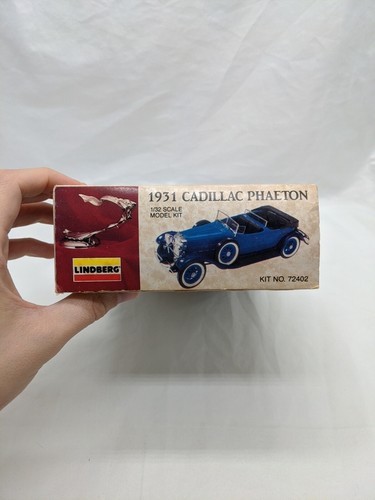 1931 CADILLAC PHAETON
1/32 SCALE
MODEL KIT
LINDBERG
KIT NO. 72402